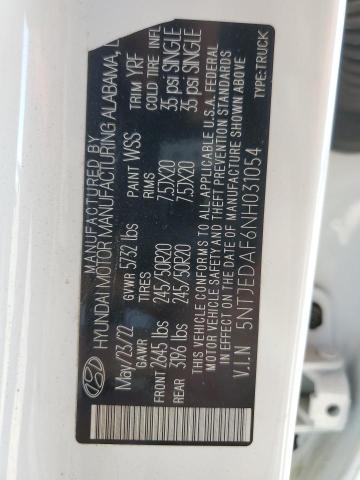 MANUFACTURED BY
HYUNDAI MOTOR MANUFACTURING ALABAMA,
May/23/22 GVWR 5732 lbs PAINT WSS TRIM YRF
GAWR TIRES RIMS COLD TIRE INFL
FRONT 2645 lbs 245/50R20 7.5JX20 35 psi SINGLE
REAR 3196 lbs 245/50R20 7.5JX20 35 psi SINGLE
THIS VEHICLE CONFORMS TO ALL APPLICABLE U.S.A. FEDERAL
MOTOR VEHICLE SAFETY AND THEFT PREVENTION STANDARDS
IN EFFECT ON THE DATE OF MANUFACTURE SHOWN ABOVE.
V.I.N 5NTJEDAF6NH031054 TYPE:TRUCK